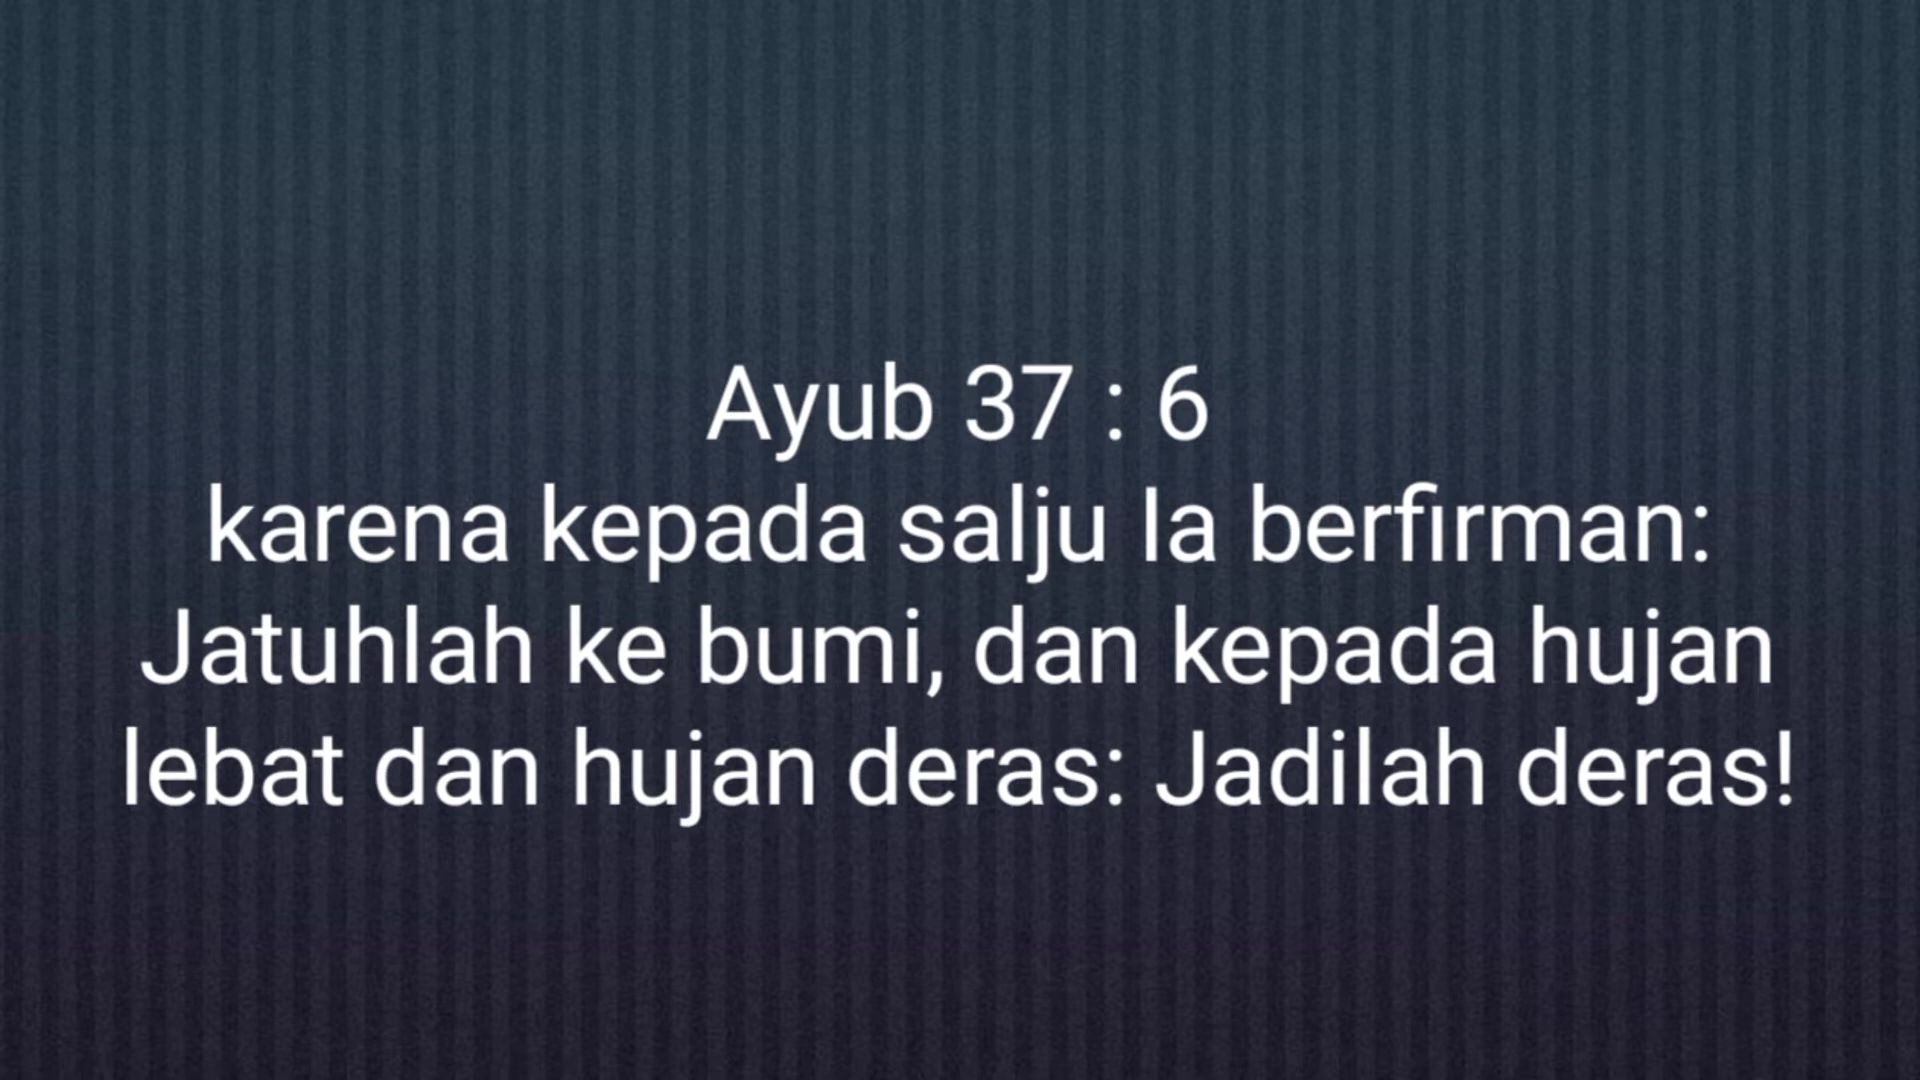 Ayub 37 : 6
karena kepada salju Ia berfirman:
Jatuhlah ke bumi, dan kepada hujan
lebat dan hujan deras: Jadilah deras!